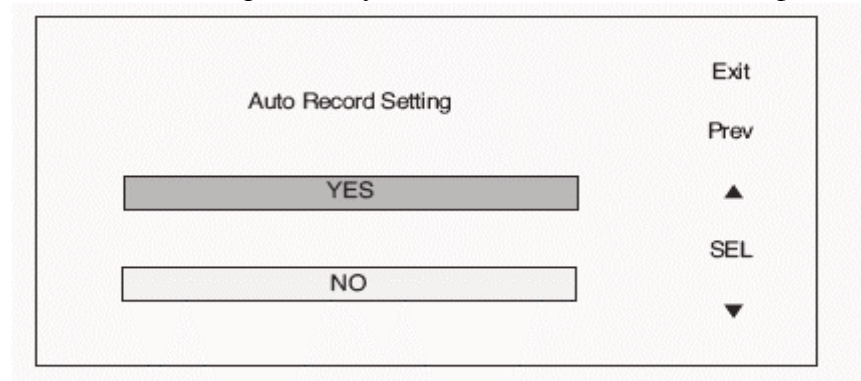 Auto Record Setting
YES
NO
Exit
Prev
▲
SEL
▼